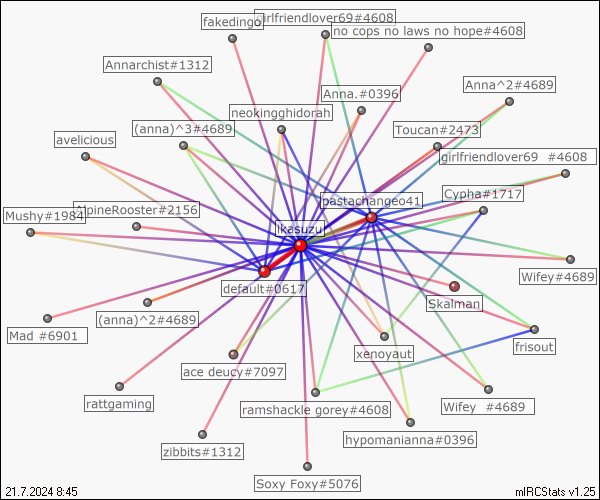 girlfriendlover69#4608
fakedingo
no cops no laws no hope#4608
Annarchist#1312
Anna^2#4689
Anna.#0396
neokingghidorah
(anna)^3#4689
Toucan#2473
avelicious
girlfriendlover69 #4608
Cypha#1717
pastachangeo41
AlpineRooster#2156
Mushy#1984
ikasuzu
Wifey#4689
default#0617
Skalman
(anna)^2#4689
Mad #6901
frisout
xenoyaut
ace deucy#7097
rattgaming
ramshackle gorey#4608
Wifey #4689
hypomanianna#0396
zibbits#1312
Soxy Foxy#5076
21.7.2024 8:45
mIRCStats v1.25